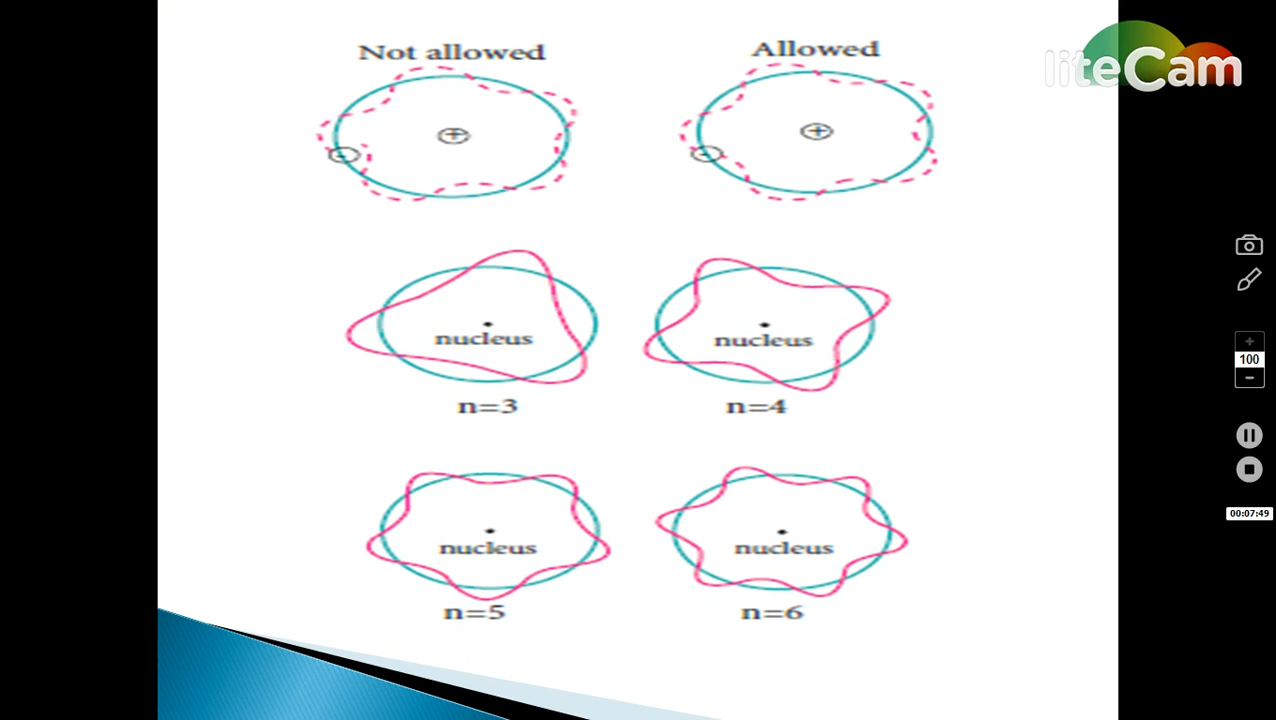 Not allowed
Allowed
liteCam
+
+
-
-
nucleus
nucleus
n=3
n=4
100
nucleus
nucleus
n=5
n=6
00:07:49